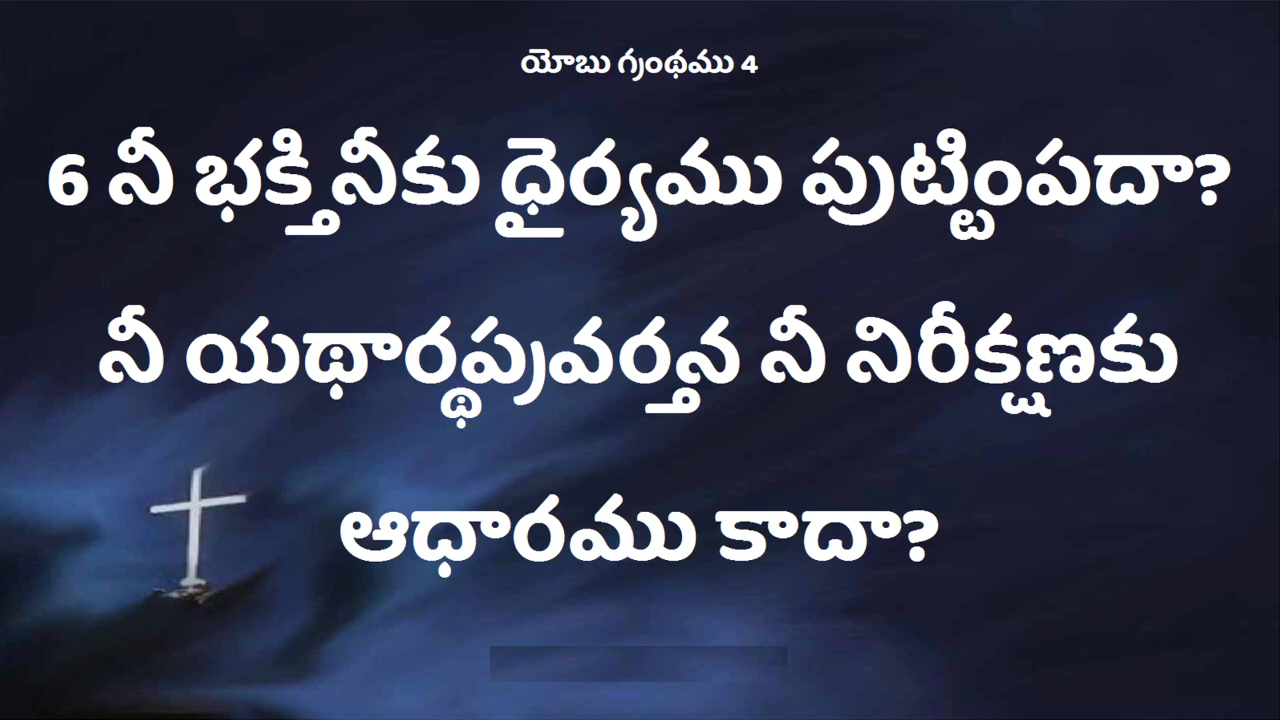 యోబు గ్రంథము 4
6 నీ భక్తినీకు ధైర్యము పుట్టింపదా?
నీ యథార్థప్రవర్తన నీ నిరీక్షణకు
ఆధారము కాదా?